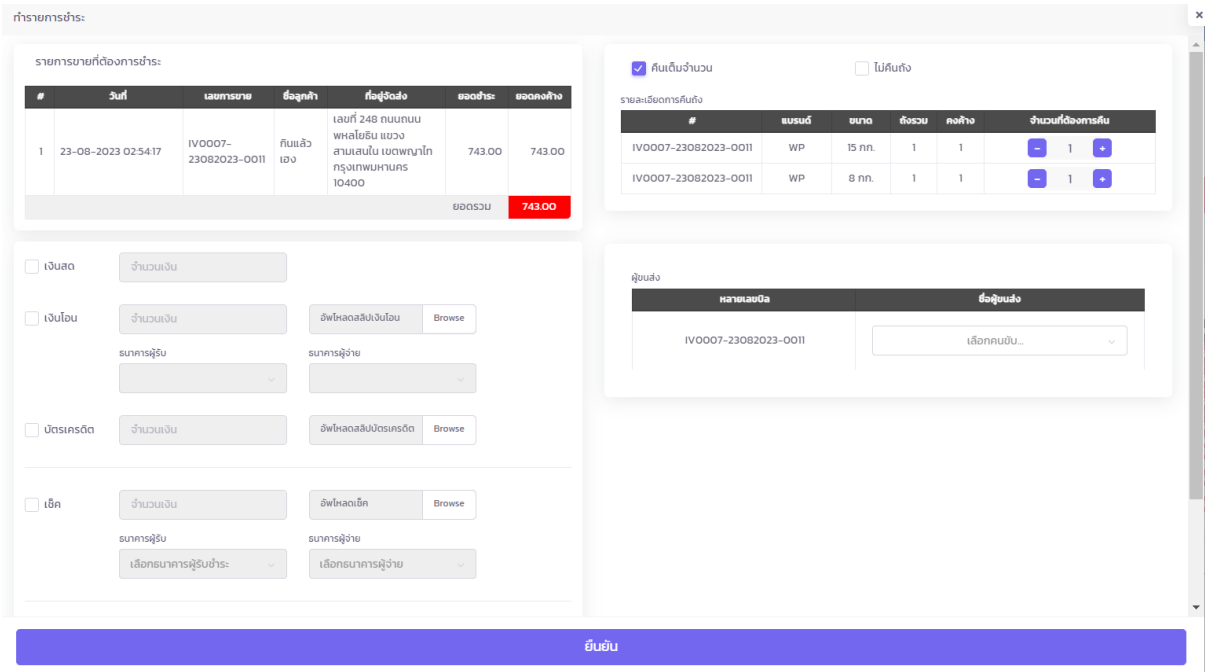 ทำรายการชำระ
×
รายการขายที่ต้องการชำระ
# วันที่ เลขการขาย ชื่อลูกค้า ที่อยู่จัดส่ง ยอดชำระ ยอดคงค้าง
1 23-08-2023 02:54:17 IV0007-23082023-0011 กินแล้วเฮง เลขที่ 248 ถนนถนน
พหลโยธิน แขวง
สามเสนใน เขตพญาไท
กรุงเทพมหานคร
10400 743.00 743.00
ยอดรวม 743.00
คืนเต็มจำนวน ไม่คืนถัง
รายละเอียดการคืนถัง
# แบรนด์ ขนาด ถังรวม คงค้าง จำนวนที่ต้องการคืน
IV0007-23082023-0011 WP 15 กก. 1 1 - 1 +
IV0007-23082023-0011 WP 8 กก. 1 1 - 1 +
เงินสด จำนวนเงิน
เงินโอน จำนวนเงิน อัพโหลดสลิปเงินโอน Browse
ธนาคารผู้รับ ธนาคารผู้จ่าย
บัตรเครดิต จำนวนเงิน อัพโหลดสลิปบัตรเครดิต Browse
เช็ค จำนวนเงิน อัพโหลดเช็ค Browse
ธนาคารผู้รับ ธนาคารผู้จ่าย
เลือกธนาคารผู้รับชำระ เลือกธนาคารผู้จ่าย
ผู้ขนส่ง
หลายเลขบิล ชื่อผู้ขนส่ง
IV0007-23082023-0011 เลือกคนขับ...
ยืนยัน